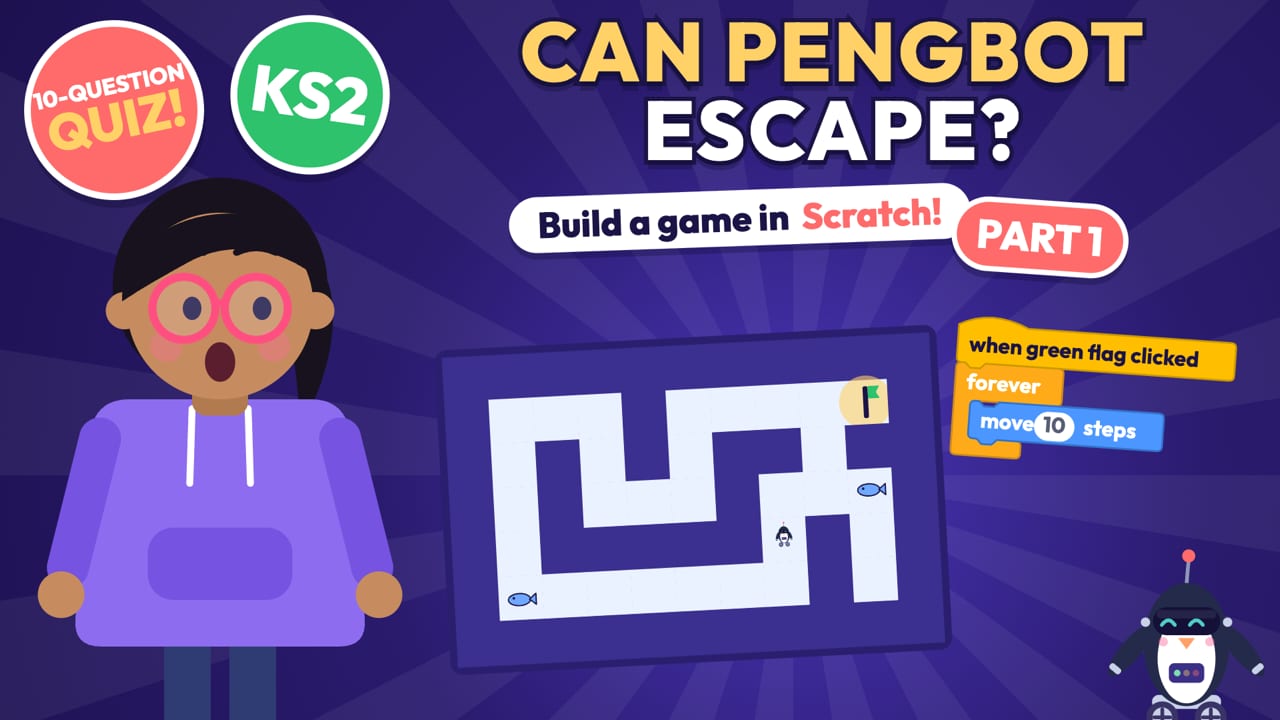 10-QUESTION
QUIZ!
KS2
CAN PENGBOT
ESCAPE?
Build a game in Scratch!
PART 1
when green flag clicked
forever
move 10 steps